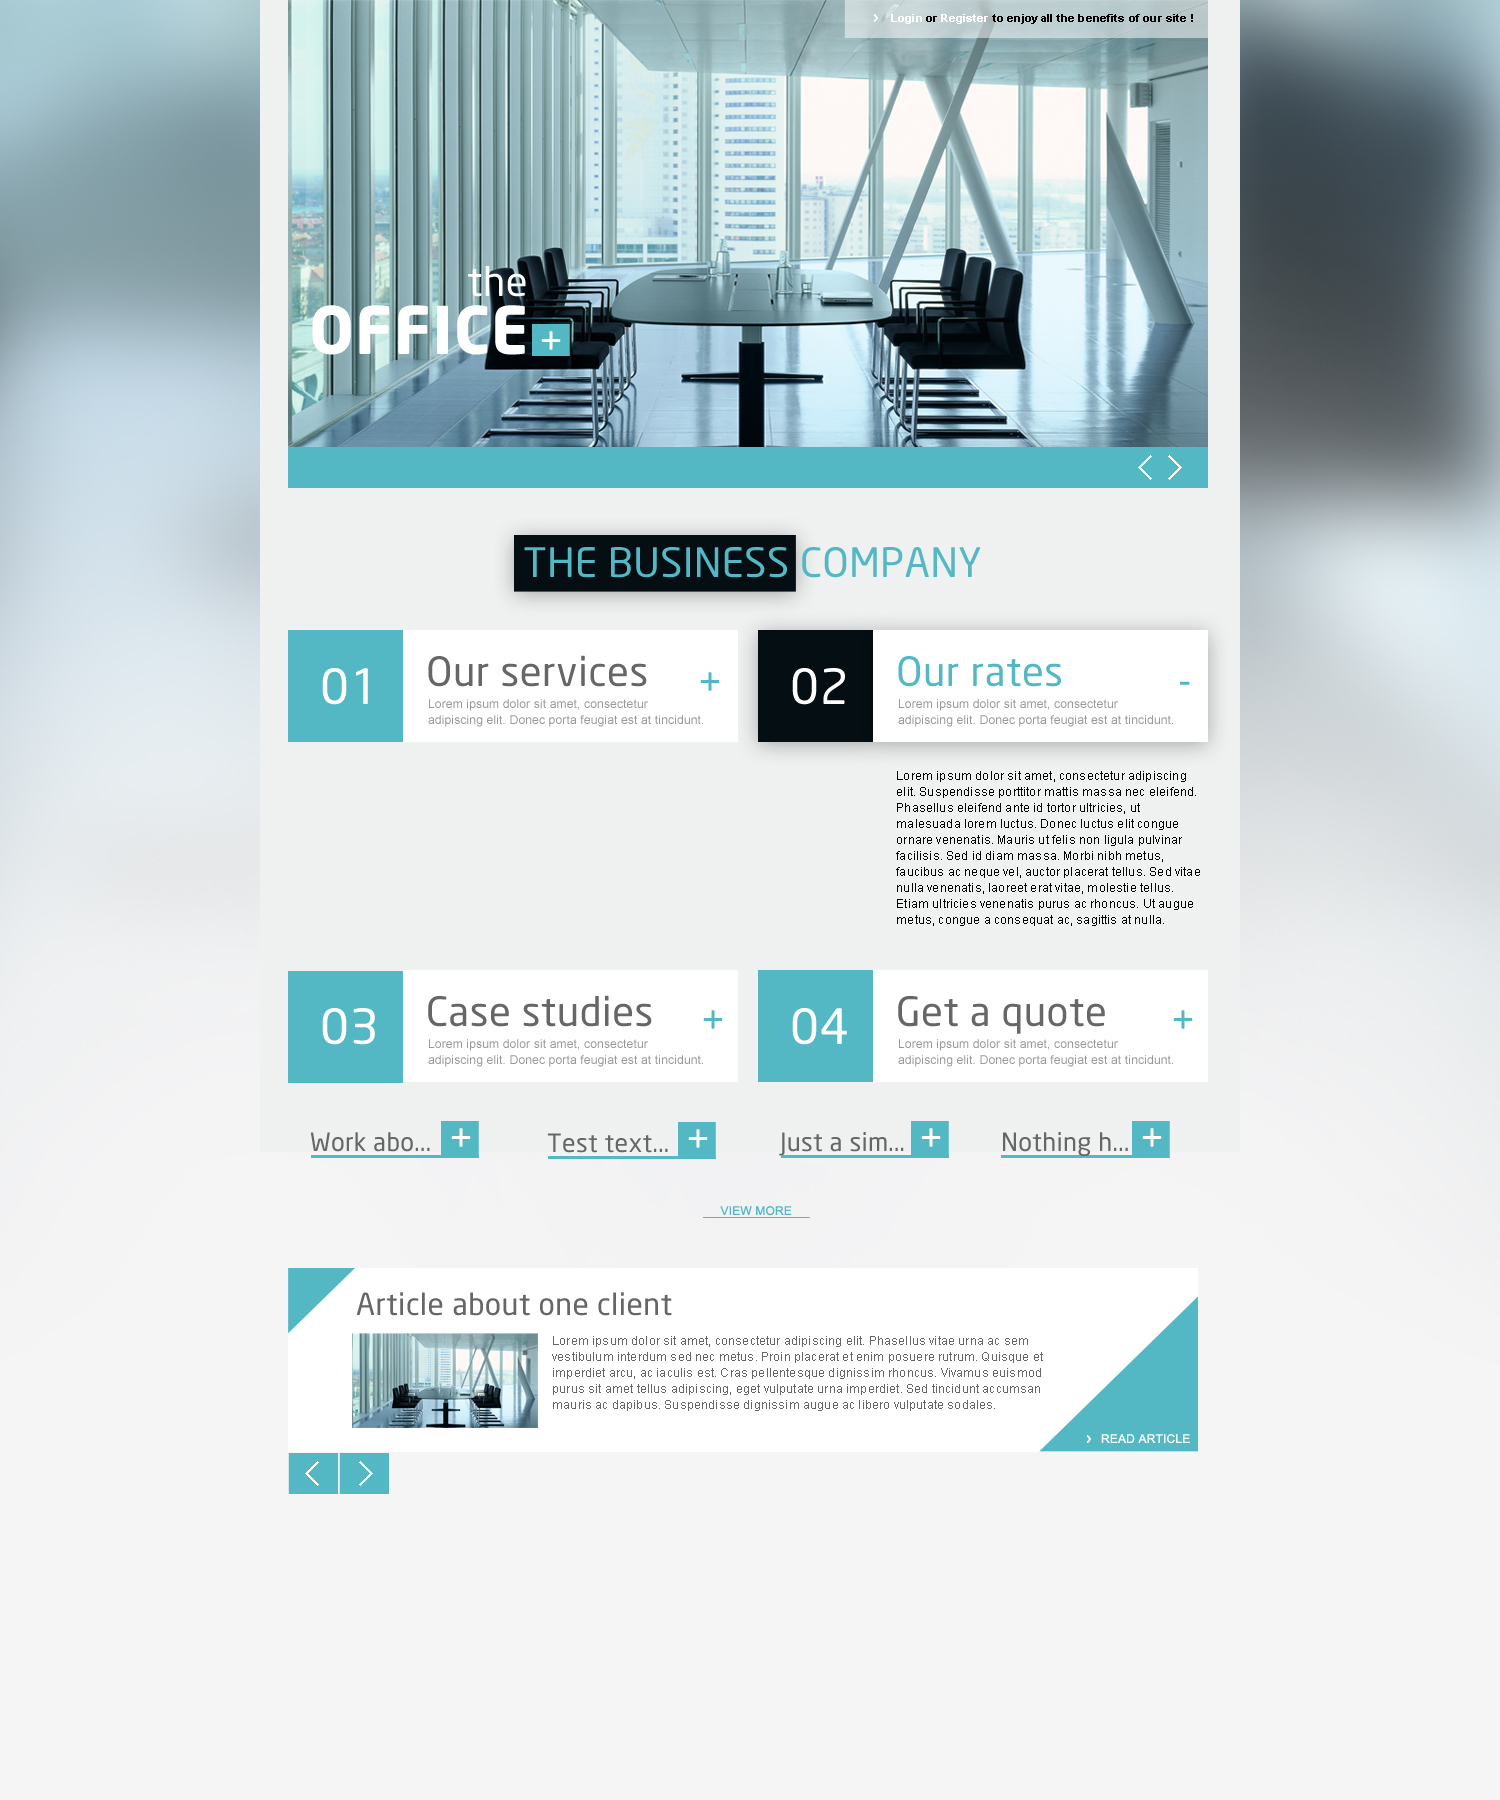 › Login or Register to enjoy all the benefits of our site !
the
OFFICE +
THE BUSINESS COMPANY
01
Our services +
Lorem ipsum dolor sit amet, consectetur
adipiscing elit. Donec porta feugiat est at tincidunt.
02
Our rates -
Lorem ipsum dolor sit amet, consectetur
adipiscing elit. Donec porta feugiat est at tincidunt.
Lorem ipsum dolor sit amet, consectetur adipiscing
elit. Suspendisse porttitor mattis massa nec eleifend.
Phasellus eleifend ante id tortor ultricies, ut
malesuada lorem luctus. Donec luctus elit congue
ornare venenatis. Mauris ut felis non ligula pulvinar
facilisis. Sed id diam massa. Morbi nibh metus,
faucibus ac neque vel, auctor placerat tellus. Sed vitae
nulla venenatis, laoreet erat vitae, molestie tellus.
Etiam ultricies venenatis purus ac rhoncus. Ut augue
metus, congue a consequat ac, sagittis at nulla.
03
Case studies +
Lorem ipsum dolor sit amet, consectetur
adipiscing elit. Donec porta feugiat est at tincidunt.
04
Get a quote +
Lorem ipsum dolor sit amet, consectetur
adipiscing elit. Donec porta feugiat est at tincidunt.
Work abo... +
Test text... +
Just a sim... +
Nothing h... +
VIEW MORE
Article about one client
Lorem ipsum dolor sit amet, consectetur adipiscing elit. Phasellus vitae urna ac sem
vestibulum interdum sed nec metus. Proin placerat et enim posuere rutrum. Quisque et
imperdiet arcu, ac iaculis est. Cras pellentesque dignissim rhoncus. Vivamus euismod
purus sit amet tellus adipiscing, eget vulputate urna imperdiet. Sed tincidunt accumsan
mauris ac dapibus. Suspendisse dignissim augue ac libero vulputate sodales.
› READ ARTICLE